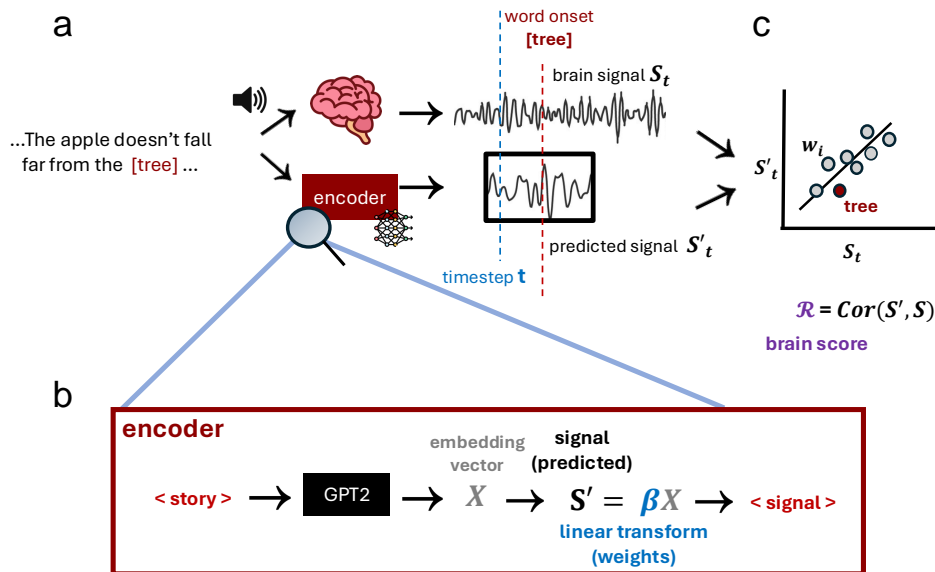 a
word onset
[tree]
c
brain signal S_t
...The apple doesn't fall
far from the [tree] ...
encoder
w_i
S'_t
tree
S_t
predicted signal S'_t
timestep t
ℛ = Cor(S', S)
brain score
b
encoder
embedding
vector
signal
(predicted)
< story >
GPT2
X
S' = βX
< signal >
linear transform
(weights)